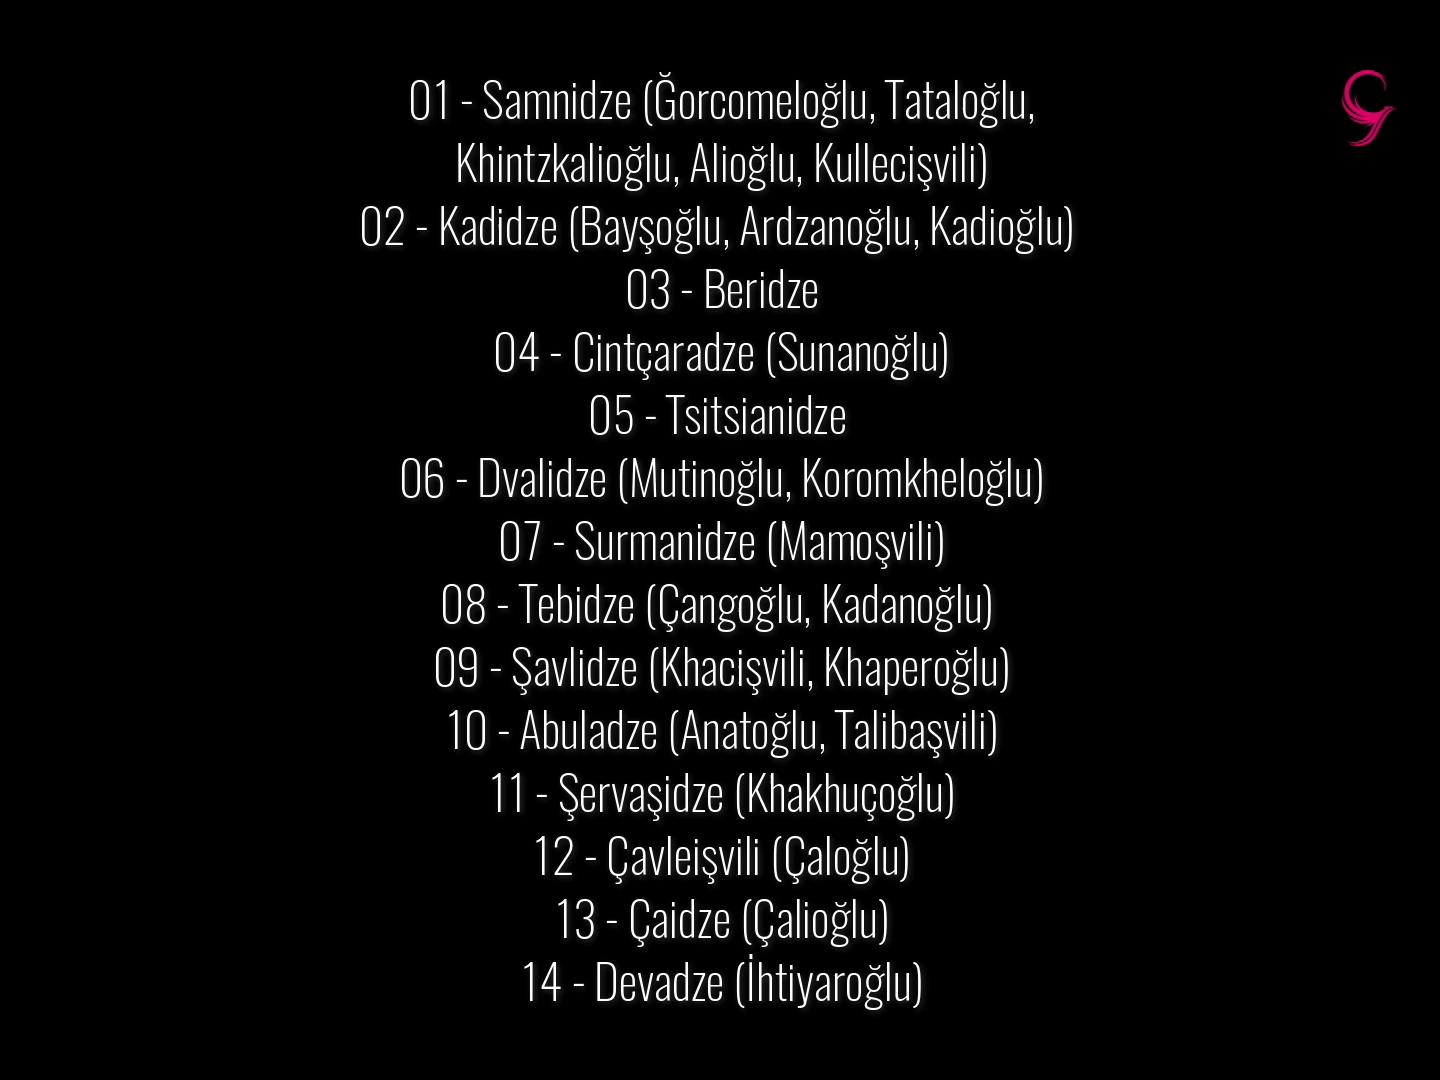 01 - Samnidze (Ğorcomeloğlu, Tataloğlu,
Khintzkalioğlu, Alioğlu, Kullecişvili)
02 - Kadidze (Bayşoğlu, Ardzanoğlu, Kadioğlu)
03 - Beridze
04 - Cintçaradze (Sunanoğlu)
05 - Tsitsianidze
06 - Dvalidze (Mutinoğlu, Koromkheloğlu)
07 - Surmanidze (Mamoşvili)
08 - Tebidze (Çangoğlu, Kadanoğlu)
09 - Şavlidze (Khacişvili, Khaperoğlu)
10 - Abuladze (Anatoğlu, Talibaşvili)
11 - Şervaşidze (Khakhuçoğlu)
12 - Çavleişvili (Çaloğlu)
13 - Çaidze (Çalioğlu)
14 - Devadze (İhtiyaroğlu)